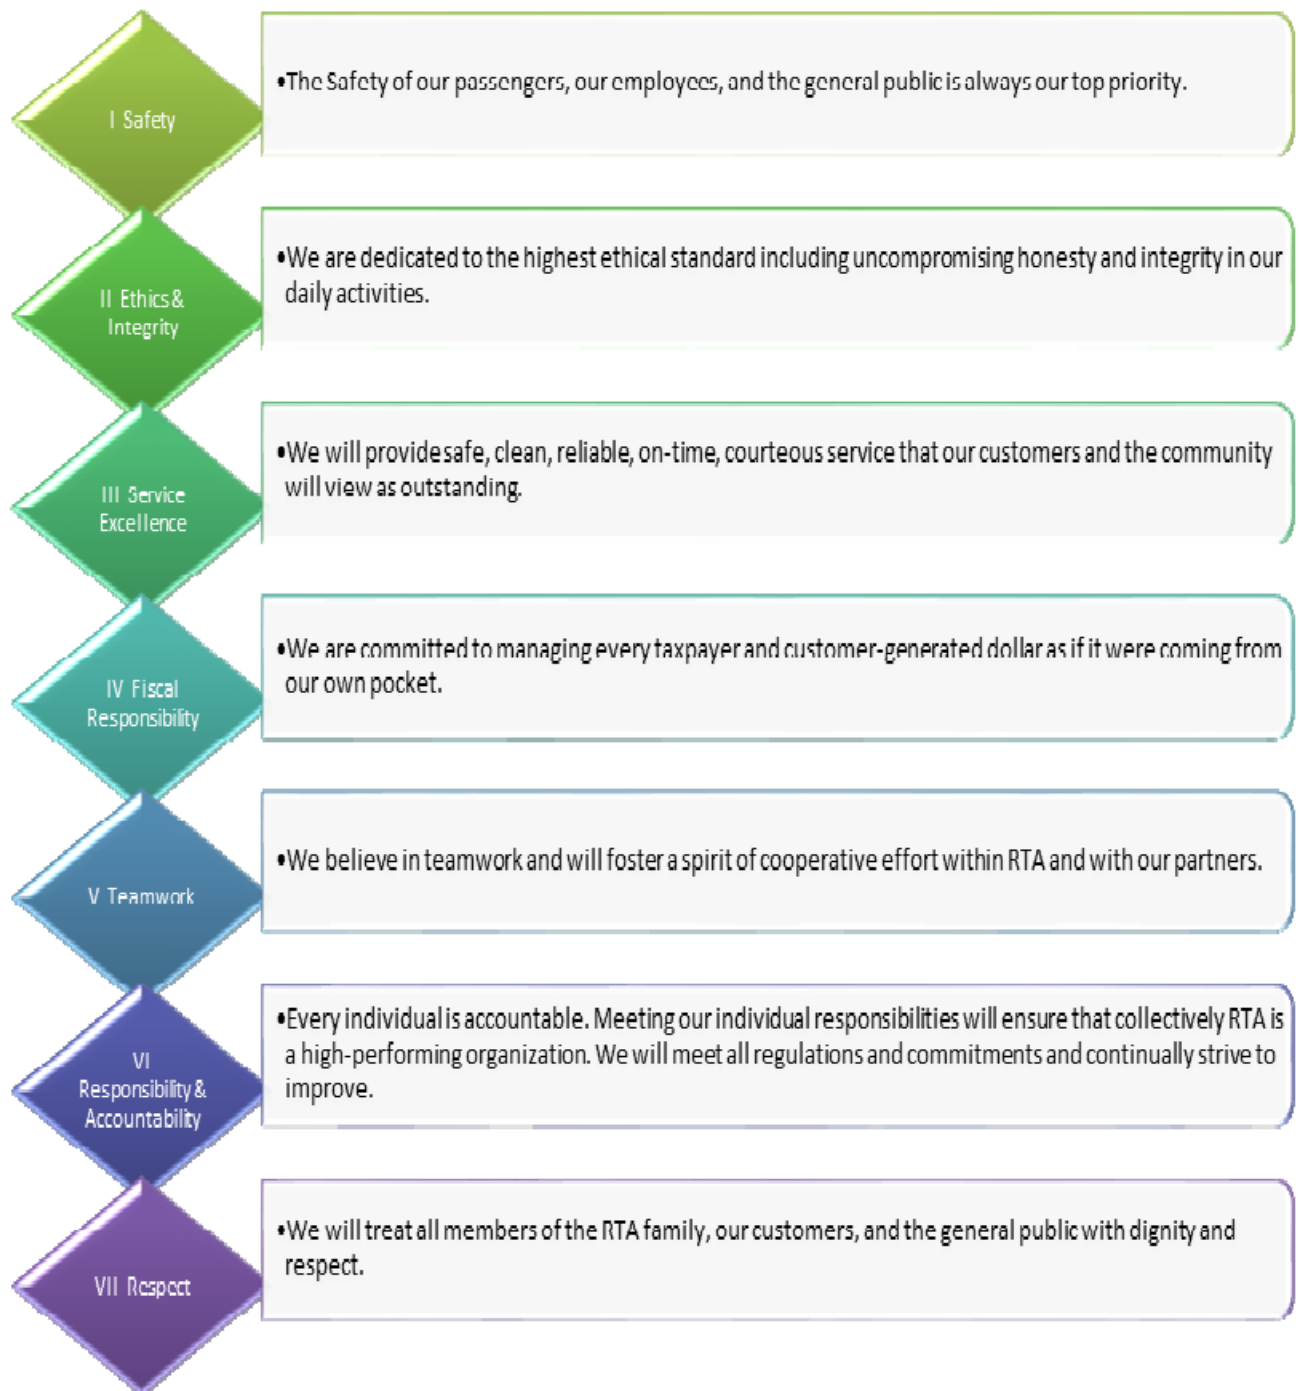 I Safety
•The Safety of our passengers, our employees, and the general public is always our top priority.
II Ethics &
Integrity
•We are dedicated to the highest ethical standard including uncompromising honesty and integrity in our
daily activities.
III Service
Excellence
•We will provide safe, clean, reliable, on-time, courteous service that our customers and the community
will view as outstanding.
IV Fiscal
Responsibility
•We are committed to managing every taxpayer and customer-generated dollar as if it were coming from
our own pocket.
V Teamwork
•We believe in teamwork and will foster a spirit of cooperative effort within RTA and with our partners.
VI
Responsibility &
Accountability
•Every individual is accountable. Meeting our individual responsibilities will ensure that collectively RTA is
a high-performing organization. We will meet all regulations and commitments and continually strive to
improve.
VII Respect
•We will treat all members of the RTA family, our customers, and the general public with dignity and
respect.